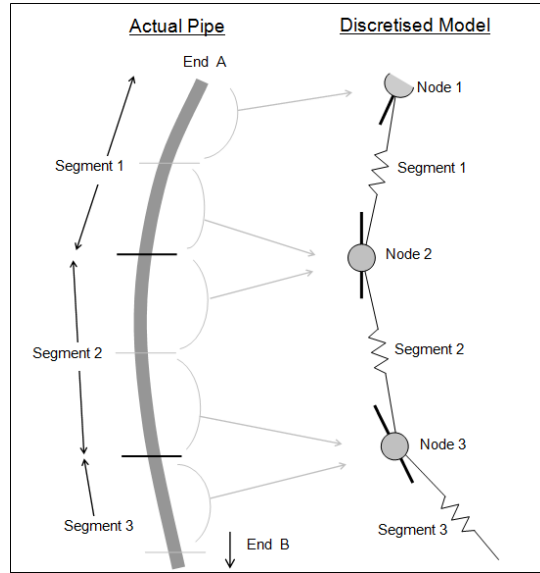 Actual Pipe
Discretised Model
End A
Node 1
Segment 1
Segment 1
Node 2
Segment 2
Segment 2
Node 3
Segment 3
End B
Segment 3